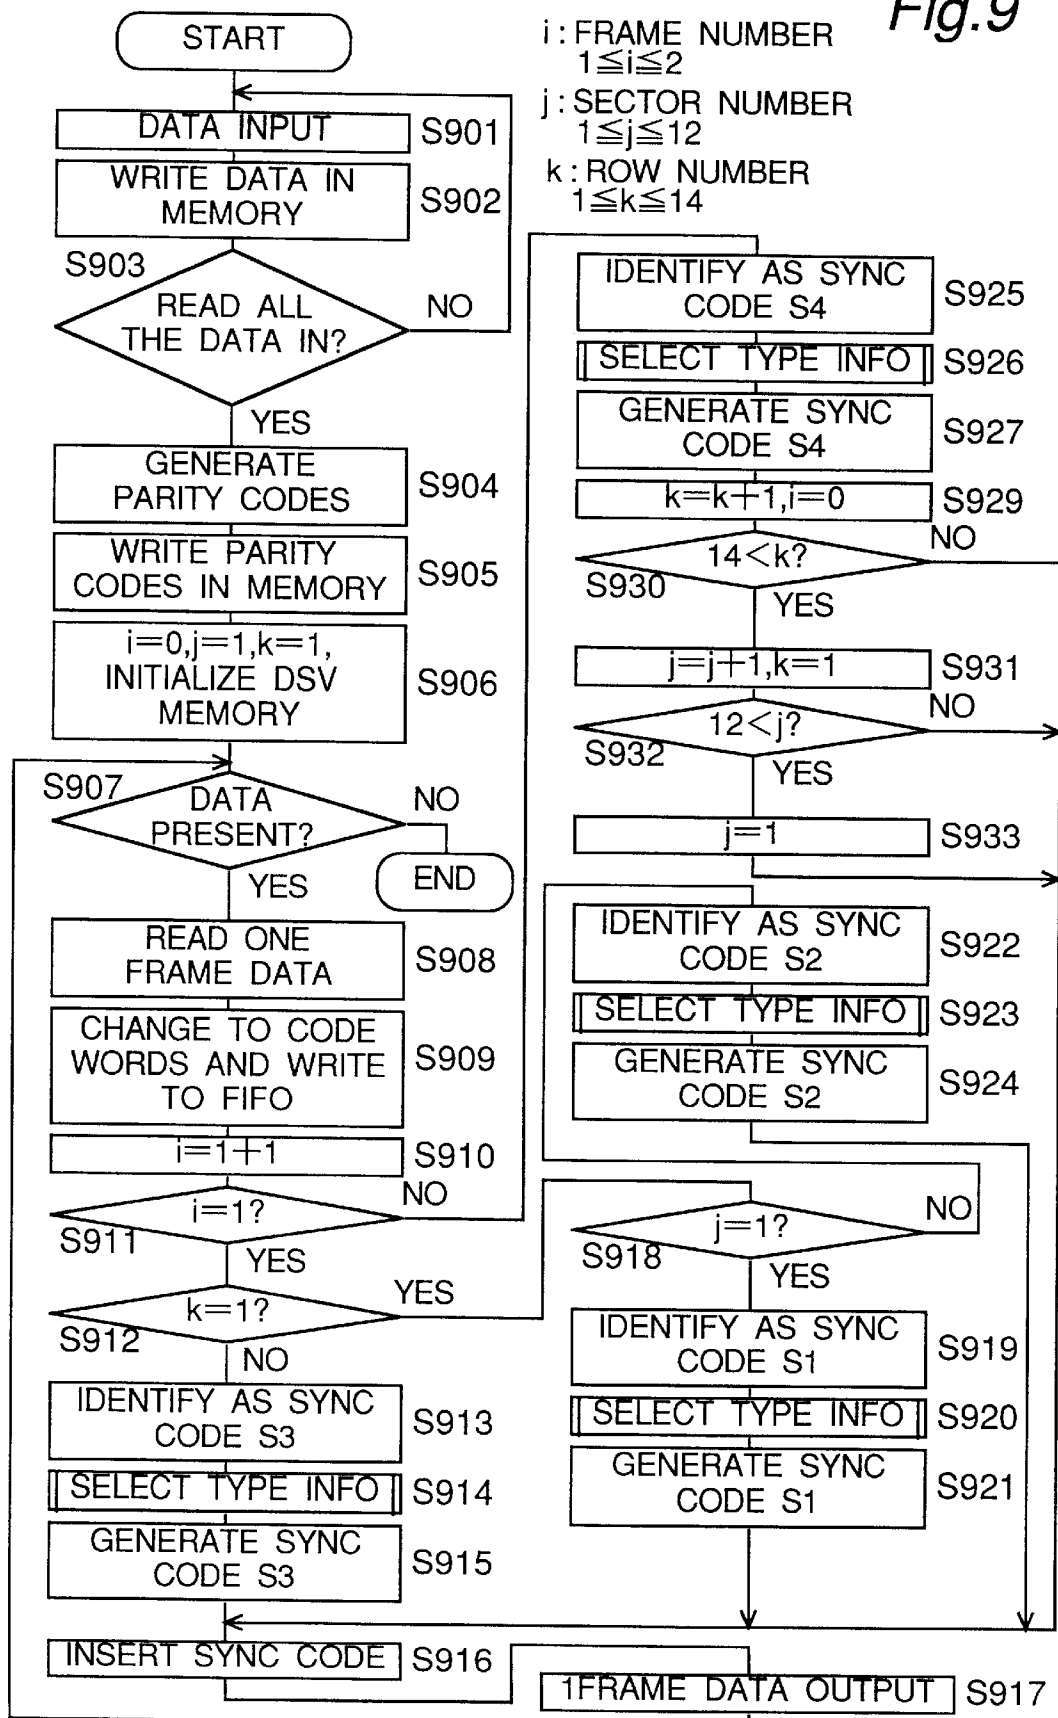 Fig.9
i : FRAME NUMBER
1≦i≦2
j : SECTOR NUMBER
1≦j≦12
k : ROW NUMBER
1≦k≦14
START
DATA INPUT
S901
WRITE DATA IN
MEMORY
S902
S903
READ ALL
THE DATA IN?
NO
YES
GENERATE
PARITY CODES
S904
WRITE PARITY
CODES IN MEMORY
S905
i=0,j=1,k=1,
INITIALIZE DSV
MEMORY
S906
S907
DATA
PRESENT?
NO
END
YES
READ ONE
FRAME DATA
S908
CHANGE TO CODE
WORDS AND WRITE
TO FIFO
S909
i=1+1
S910
i=1?
NO
S911
YES
k=1?
YES
S912
NO
IDENTIFY AS SYNC
CODE S3
S913
SELECT TYPE INFO
S914
GENERATE SYNC
CODE S3
S915
INSERT SYNC CODE
S916
IDENTIFY AS SYNC
CODE S4
S925
SELECT TYPE INFO
S926
GENERATE SYNC
CODE S4
S927
k=k+1,i=0
S929
14<k?
NO
S930
YES
j=j+1,k=1
S931
12<j?
NO
S932
YES
j=1
S933
IDENTIFY AS SYNC
CODE S2
S922
SELECT TYPE INFO
S923
GENERATE SYNC
CODE S2
S924
j=1?
NO
S918
YES
IDENTIFY AS SYNC
CODE S1
S919
SELECT TYPE INFO
S920
GENERATE SYNC
CODE S1
S921
1FRAME DATA OUTPUT
S917